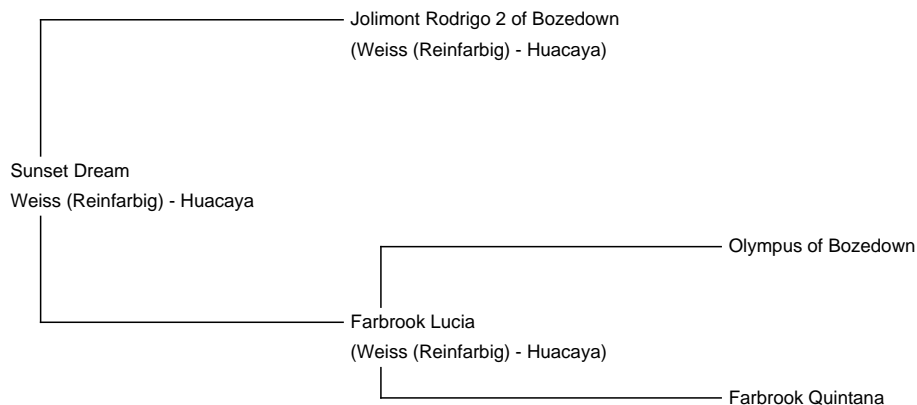 Jolimont Rodrigo 2 of Bozedown
(Weiss (Reinfarbig) - Huacaya)
Sunset Dream
Weiss (Reinfarbig) - Huacaya
Olympus of Bozedown
Farbrook Lucia
(Weiss (Reinfarbig) - Huacaya)
Farbrook Quintana